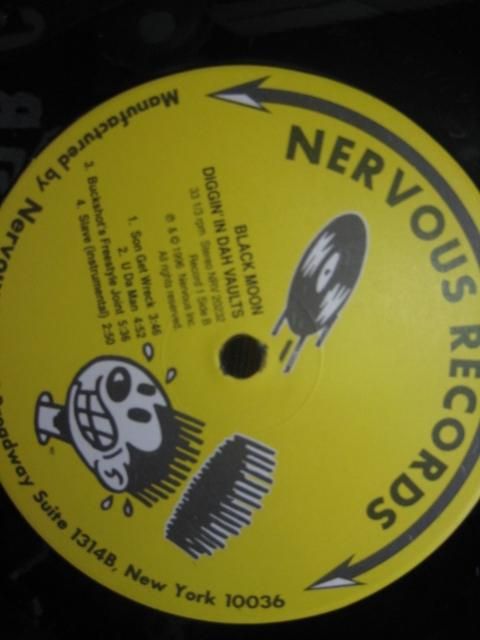 NERVOUS RECORDS
BLACK MOON
DIGGIN' IN DAH VAULTS
33 1/3 rpm Stereo NRV 20232
Record 1 Side B
℗ & © 1996 Nervous Inc.
All rights reserved.
1. Son Get Wreck 3:46
2. U Da Man 4:52
3. Buckshot's Freestyle Joint 5:36
4. Slave (instrumental) 2:50
Manufactured by Nervous
Broadway Suite 1314B, New York 10036